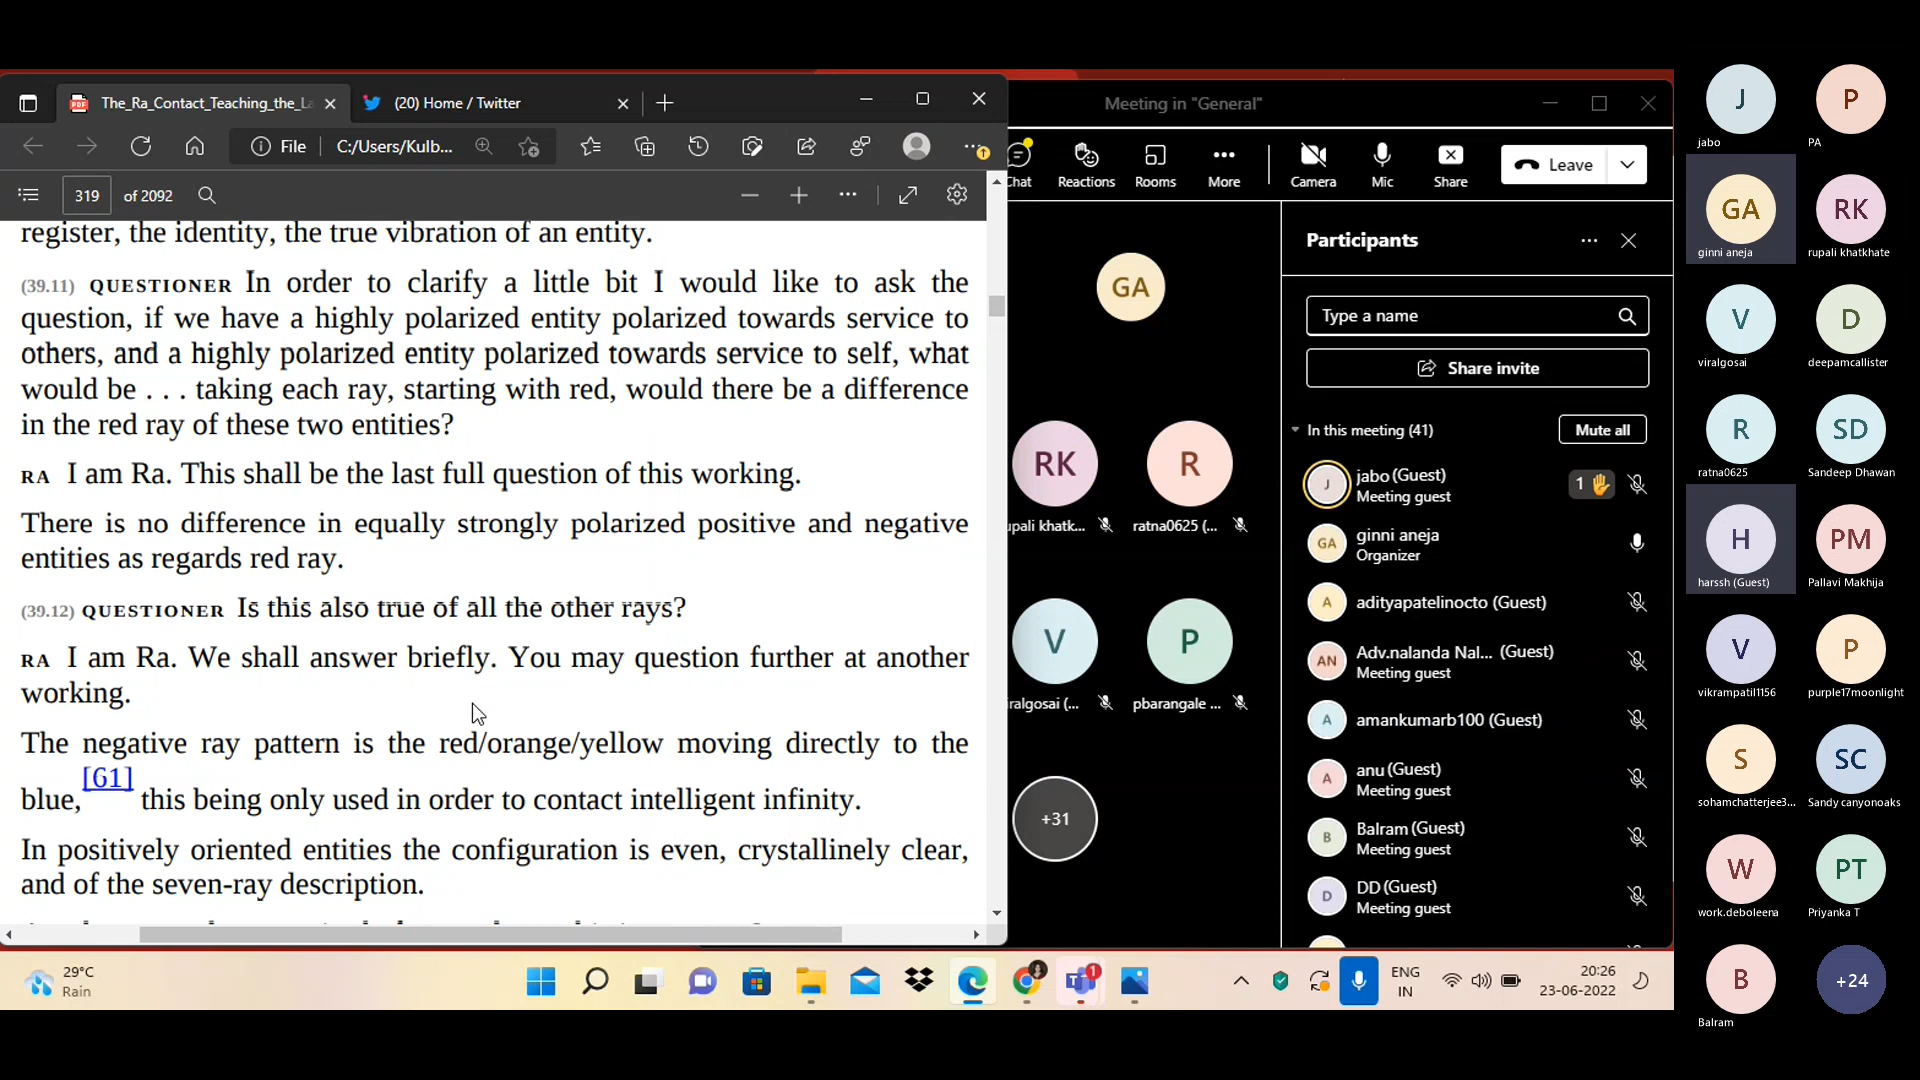 The_Ra_Contact_Teaching_the_La
(20) Home / Twitter
File
C:/Users/Kulb...
319
of 2092
register, the identity, the true vibration of an entity.
(39.11) QUESTIONER In order to clarify a little bit I would like to ask the
question, if we have a highly polarized entity polarized towards service to
others, and a highly polarized entity polarized towards service to self, what
would be . . . taking each ray, starting with red, would there be a difference
in the red ray of these two entities?
RA I am Ra. This shall be the last full question of this working.
There is no difference in equally strongly polarized positive and negative
entities as regards red ray.
(39.12) QUESTIONER Is this also true of all the other rays?
RA I am Ra. We shall answer briefly. You may question further at another
working.
The negative ray pattern is the red/orange/yellow moving directly to the
blue,[61] this being only used in order to contact intelligent infinity.
In positively oriented entities the configuration is even, crystallinely clear,
and of the seven-ray description.
Meeting in "General"
Chat
Reactions
Rooms
More
Camera
Mic
Share
Leave
GA
RK
upali khatk...
R
ratna0625 (...
V
iralgosai (...
P
pbarangale ...
+31
Participants
Type a name
Share invite
In this meeting (41)
Mute all
J
jabo (Guest)
Meeting guest
1
GA
ginni aneja
Organizer
A
adityapatelinocto (Guest)
AN
Adv.nalanda Nal... (Guest)
Meeting guest
A
amankumarb100 (Guest)
A
anu (Guest)
Meeting guest
B
Balram (Guest)
Meeting guest
D
DD (Guest)
Meeting guest
29°C
Rain
1
ENG
IN
20:26
23-06-2022
J
jabo
P
PA
GA
ginni aneja
RK
rupali khatkhate
V
viralgosai
D
deepamcallister
R
ratna0625
SD
Sandeep Dhawan
H
harssh (Guest)
PM
Pallavi Makhija
V
vikrampatil1156
P
purple17moonlight
S
sohamchatterjee3...
SC
Sandy canyonoaks
W
work.deboleena
PT
Priyanka T
B
Balram
+24